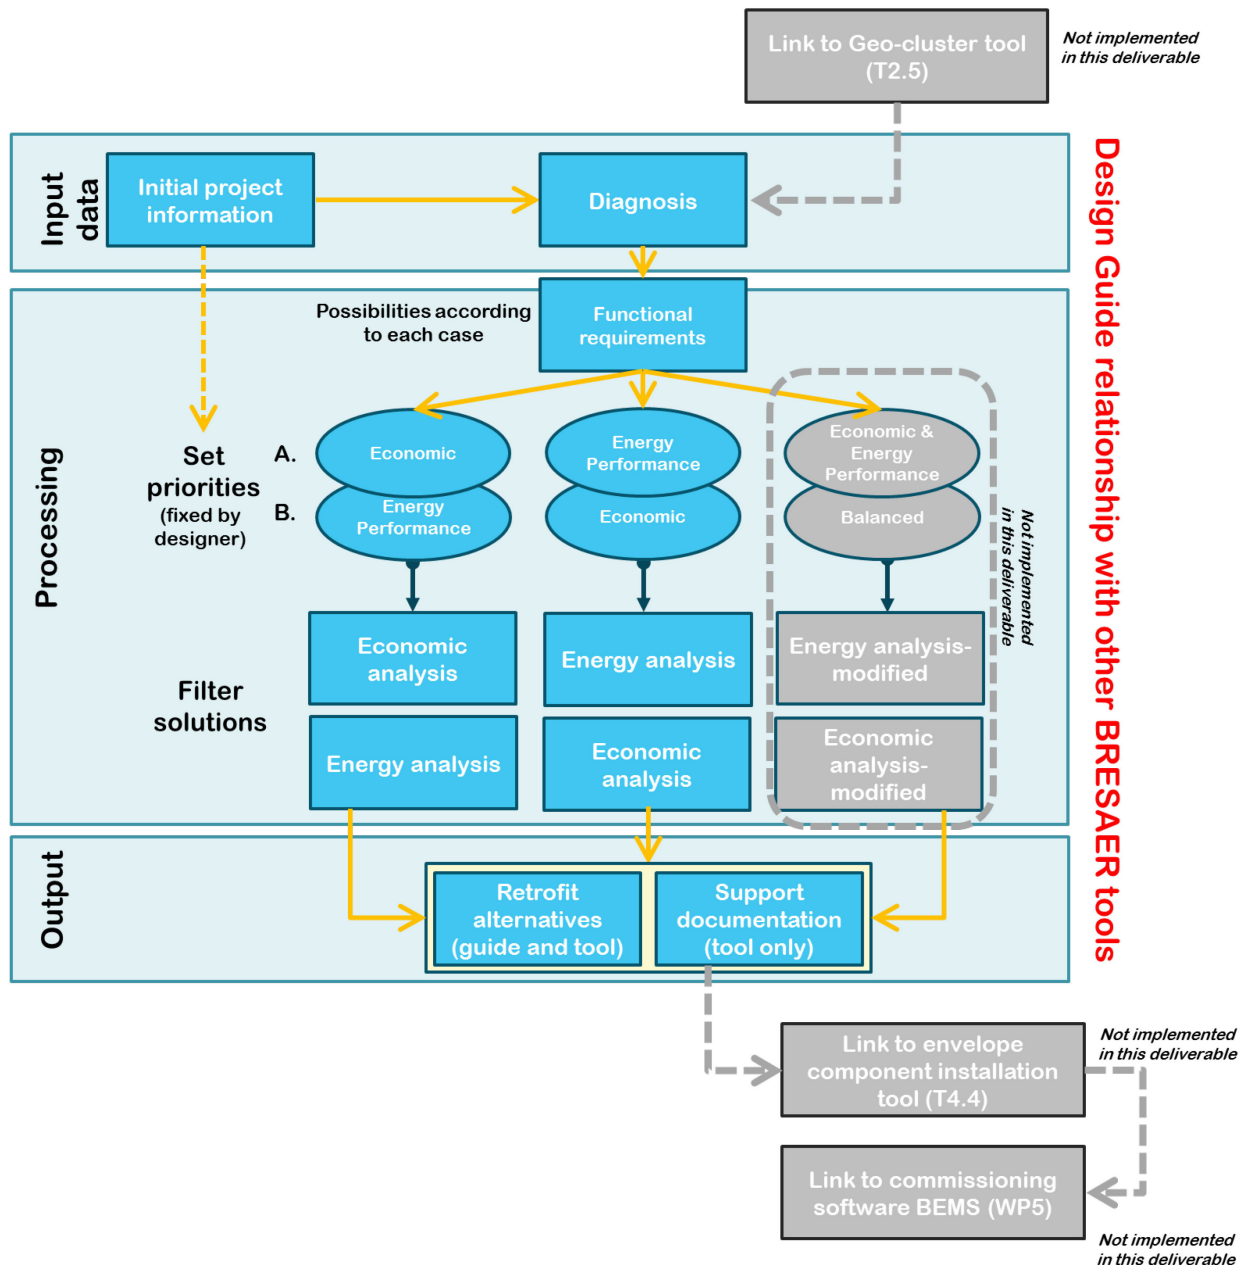 Link to Geo-cluster tool
(T2.5)
Not implemented
in this deliverable
Design Guide relationship with other BRESAER tools
Input
data
Initial project
information
Diagnosis
Processing
Possibilities according
to each case
Functional
requirements
Set
priorities
(fixed by
designer)
A.
B.
Economic
Energy
Performance
Energy
Performance
Economic
Economic &
Energy
Performance
Balanced
Not implemented
in this deliverable
Filter
solutions
Economic
analysis
Energy analysis
Energy analysis-
modified
Energy analysis
Economic
analysis
Economic
analysis-
modified
Output
Retrofit
alternatives
(guide and tool)
Support
documentation
(tool only)
Link to envelope
component installation
tool (T4.4)
Not implemented
in this deliverable
Link to commissioning
software BEMS (WP5)
Not implemented
in this deliverable